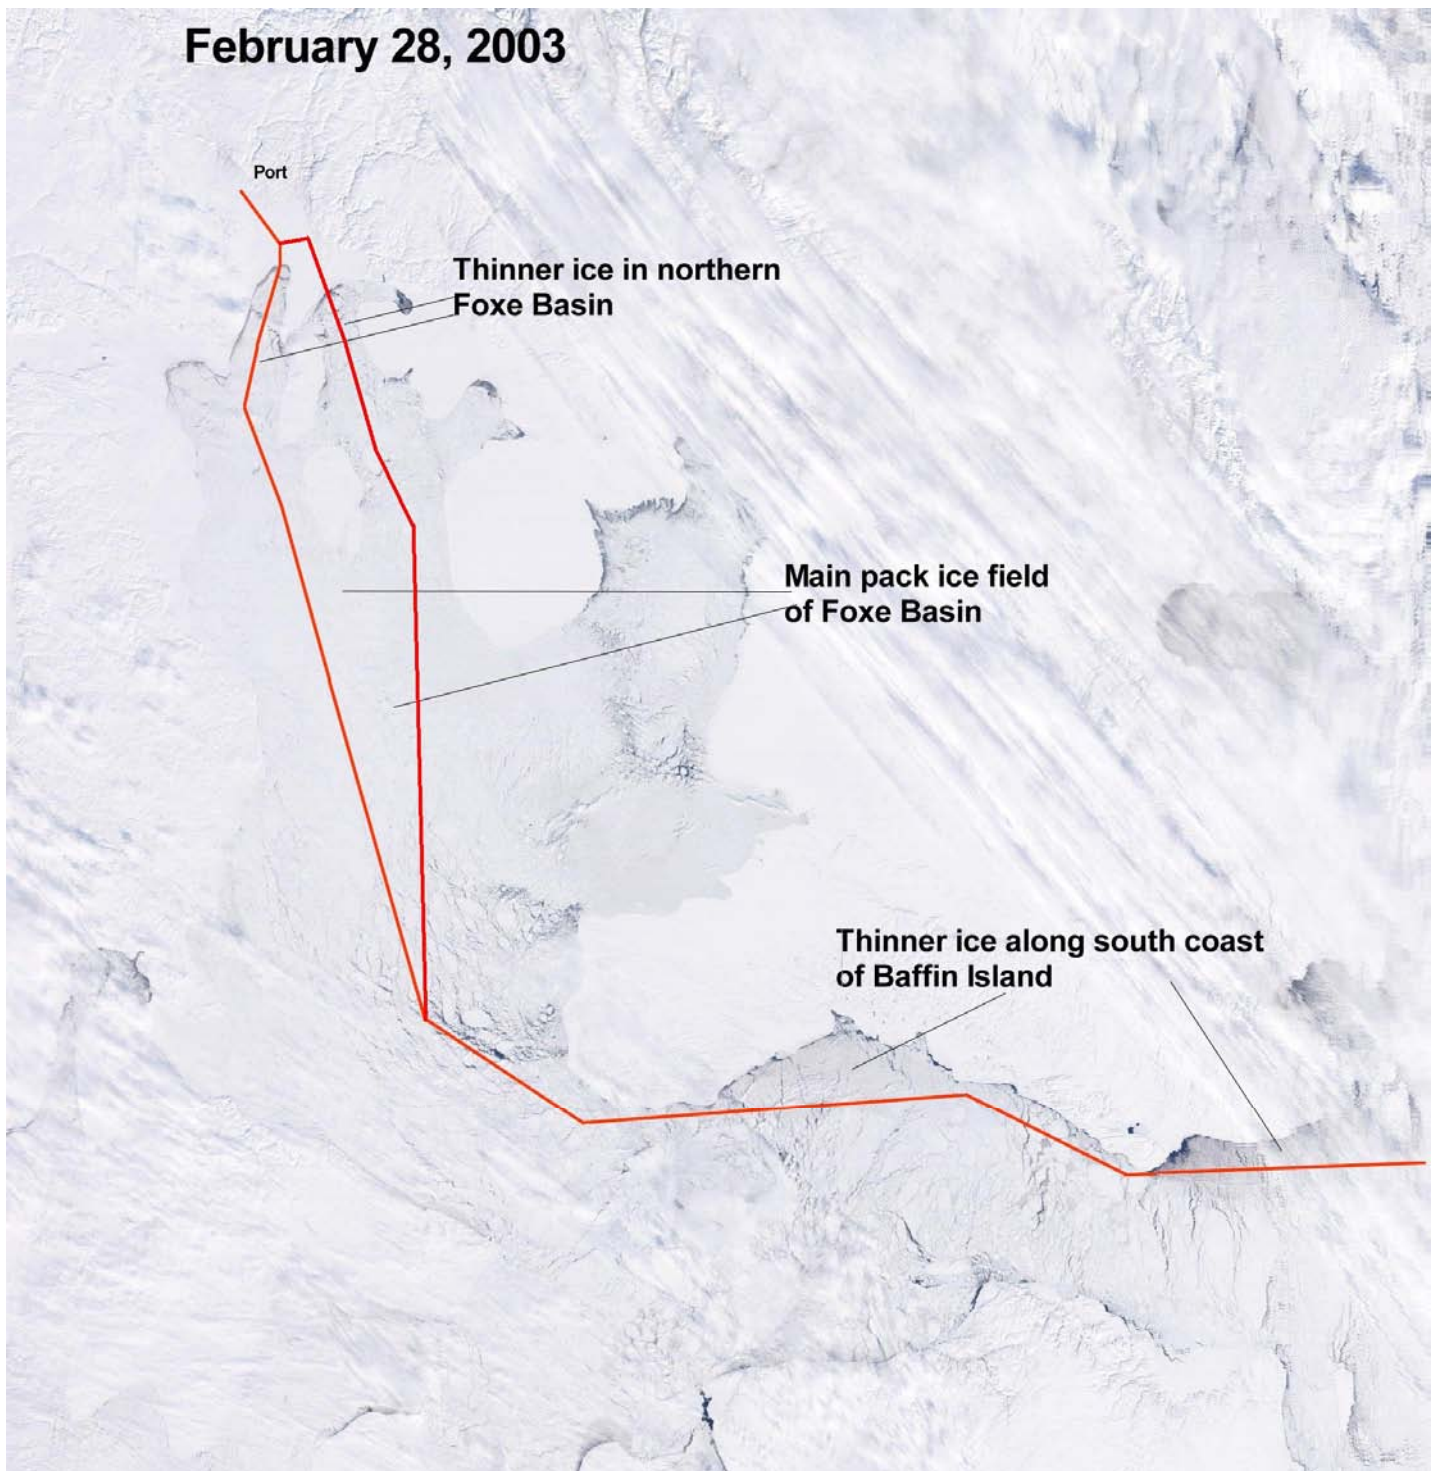 February 28, 2003
Port
Thinner ice in northern
Foxe Basin
Main pack ice field
of Foxe Basin
Thinner ice along south coast
of Baffin Island